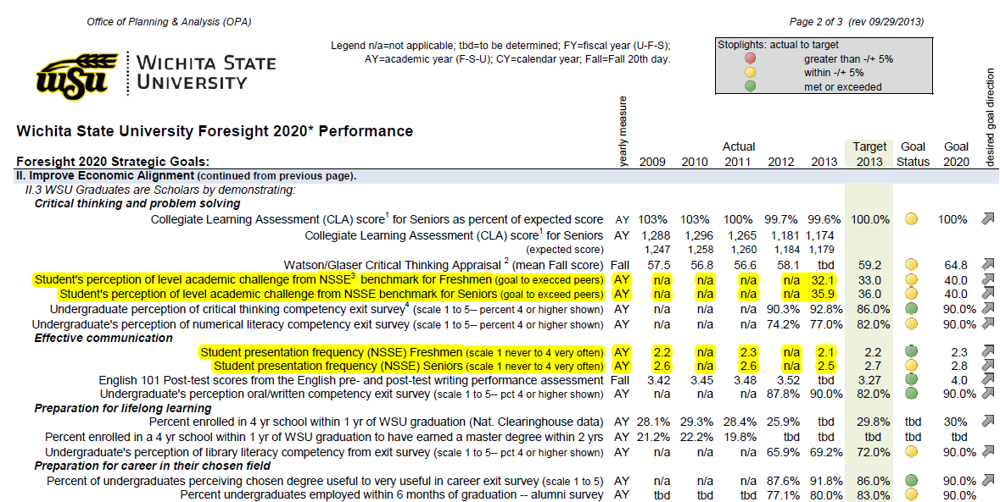 Office of Planning & Analysis (OPA)
Page 2 of 3 (rev 09/29/2013)
Legend n/a=not applicable; tbd=to be determined; FY=fiscal year (U-F-S);
AY=academic year (F-S-U); CY=calendar year; Fall=Fall 20th day.
Stoplights: actual to target
greater than -/+ 5%
within -/+ 5%
met or exceeded
WSU
WICHITA STATE
UNIVERSITY
Wichita State University Foresight 2020* Performance
yearly measure
desired goal direction
Actual Target Goal Goal
Foresight 2020 Strategic Goals: 2009 2010 2011 2012 2013 2013 Status 2020
II. Improve Economic Alignment (continued from previous page).
II.3 WSU Graduates are Scholars by demonstrating:
Critical thinking and problem solving
Collegiate Learning Assessment (CLA) score1 for Seniors as percent of expected score AY 103% 103% 100% 99.7% 99.6% 100.0% 100%
Collegiate Learning Assessment (CLA) score1 for Seniors AY 1,288 1,296 1,265 1,181 1,174
(expected score) 1,247 1,258 1,260 1,184 1,179
Watson/Glaser Critical Thinking Appraisal 2 (mean Fall score) Fall 57.5 56.8 56.6 58.1 tbd 59.2 64.8
Student's perception of level academic challenge from NSSE3 benchmark for Freshmen (goal to execced peers) AY n/a n/a n/a n/a 32.1 33.0 40.0
Student's perception of level academic challenge from NSSE benchmark for Seniors (goal to exceed peers) AY n/a n/a n/a n/a 35.9 36.0 40.0
Undergraduate perception of critical thinking competency exit survey4 (scale 1 to 5-- percent 4 or higher shown) AY n/a n/a n/a 90.3% 92.8% 86.0% 90.0%
Undergraduate's perception of numerical literacy competency exit survey (scale 1 to 5-- percent 4 or higher shown) AY n/a n/a n/a 74.2% 77.0% 82.0% 90.0%
Effective communication
Student presentation frequency (NSSE) Freshmen (scale 1 never to 4 very often) AY 2.2 n/a 2.3 n/a 2.1 2.2 2.3
Student presentation frequency (NSSE) Seniors (scale 1 never to 4 very often) AY 2.6 n/a 2.6 n/a 2.5 2.7 2.8
English 101 Post-test scores from the English pre- and post-test writing performance assessment Fall 3.42 3.45 3.48 3.52 tbd 3.27 4.0
Undergraduate's perception oral/written competency exit survey (scale 1 to 5-- pct 4 or higher shown) AY n/a n/a n/a 87.8% 90.0% 82.0% 90.0%
Preparation for lifelong learning
Percent enrolled in 4 yr school within 1 yr of WSU graduation (Nat. Clearinghouse data) AY 28.1% 29.3% 28.4% 25.9% tbd 29.8% tbd 30%
Percent enrolled in a 4 yr school within 1 yr of WSU graduation to have earned a master degree within 2 yrs AY 21.2% 22.2% 19.8% tbd tbd tbd tbd tbd
Undergraduate's perception of library literacy competency from exit survey (scale 1 to 5-- pct 4 or higher shown) AY n/a n/a n/a 65.9% 69.2% 72.0% 90.0%
Preparation for career in their chosen field
Percent of undergraduates perceiving chosen degree useful to very useful in career exit survey (scale 1 to 5) AY n/a n/a n/a 87.6% 91.8% 86.0% 90.0%
Percent undergraduates employed within 6 months of graduation -- alumni survey AY tbd tbd tbd 77.1% 80.0% 83.0% 90.0%